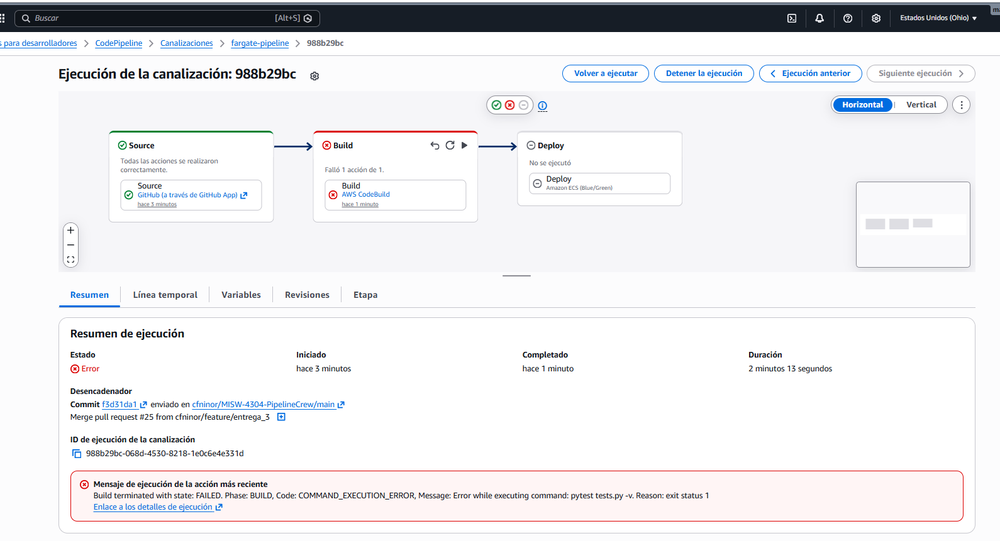 Buscar [Alt+S] Estados Unidos (Ohio)
s para desarrolladores CodePipeline Canalizaciones fargate-pipeline 988b29bc
Ejecución de la canalización: 988b29bc
Volver a ejecutar Detener la ejecución Ejecución anterior Siguiente ejecución
Horizontal Vertical
Source
Todas las acciones se realizaron
correctamente.
Source
GitHub (a través de GitHub App)
hace 3 minutos
Build
Falló 1 acción de 1.
Build
AWS CodeBuild
hace 1 minuto
Deploy
No se ejecutó
Deploy
Amazon ECS (Blue/Green)
Resumen Línea temporal Variables Revisiones Etapa
Resumen de ejecución
Estado Iniciado Completado Duración
Error hace 3 minutos hace 1 minuto 2 minutos 13 segundos
Desencadenador
Commit f3d31da1 enviado en cfninor/MISW-4304-PipelineCrew/main
Merge pull request #25 from cfninor/feature/entrega_3
ID de ejecución de la canalización
988b29bc-068d-4530-8218-1e0c6e4e331d
Mensaje de ejecución de la acción más reciente
Build terminated with state: FAILED. Phase: BUILD, Code: COMMAND_EXECUTION_ERROR, Message: Error while executing command: pytest tests.py -v. Reason: exit status 1
Enlace a los detalles de ejecución